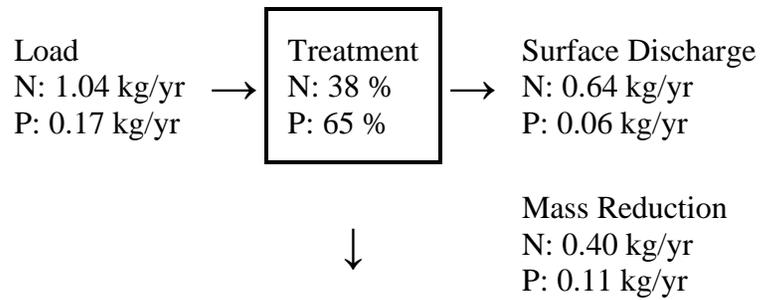 Load
N: 1.04 kg/yr
P: 0.17 kg/yr
→
Treatment
N: 38 %
P: 65 %
→
Surface Discharge
N: 0.64 kg/yr
P: 0.06 kg/yr
↓
Mass Reduction
N: 0.40 kg/yr
P: 0.11 kg/yr